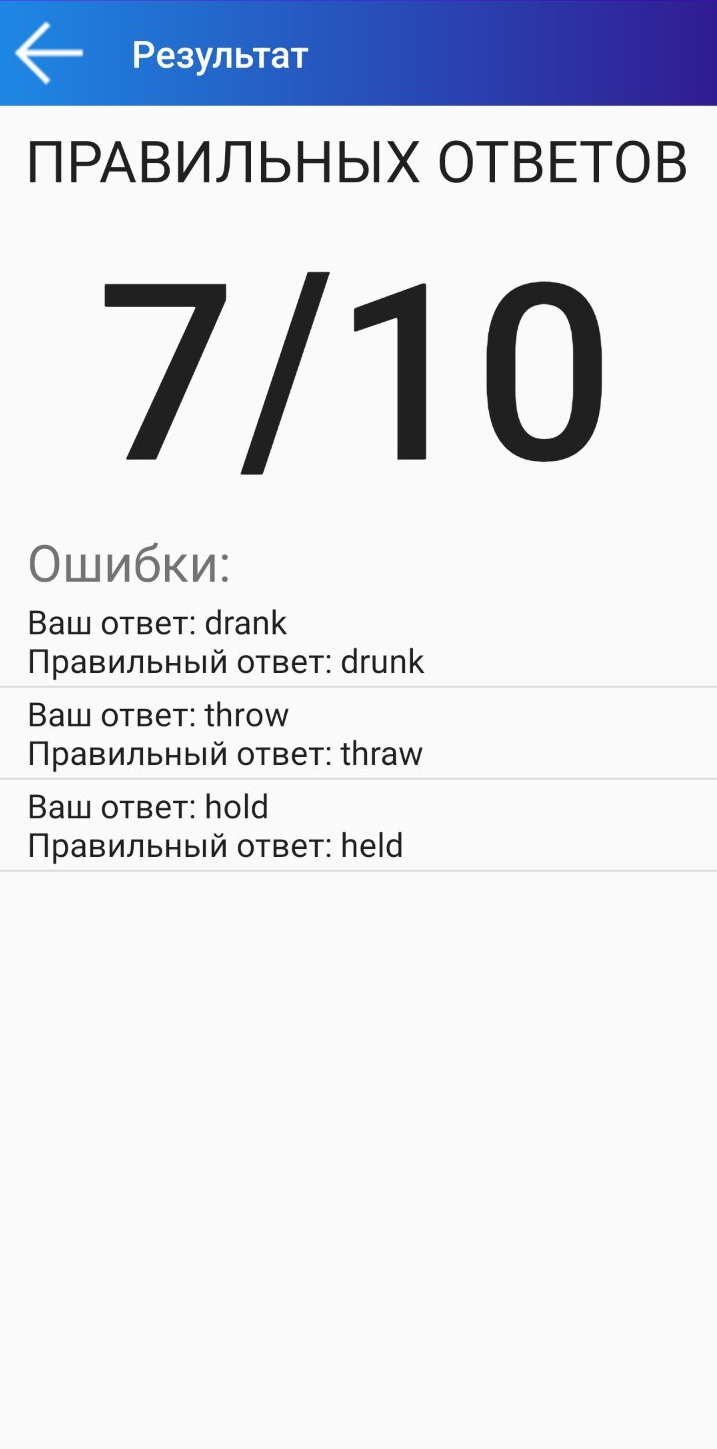 Результат
ПРАВИЛЬНЫХ ОТВЕТОВ
7/10
Ошибки:
Ваш ответ: drank
Правильный ответ: drunk
Ваш ответ: throw
Правильный ответ: thraw
Ваш ответ: hold
Правильный ответ: held